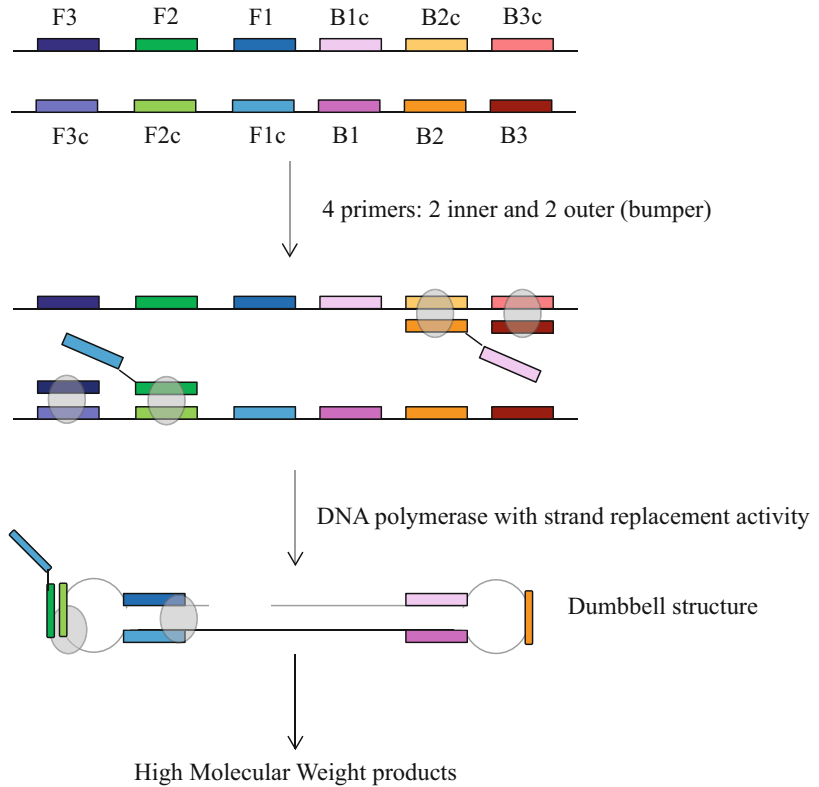 F3 F2 F1 B1c B2c B3c
F3c F2c F1c B1 B2 B3
4 primers: 2 inner and 2 outer (bumper)
DNA polymerase with strand replacement activity
Dumbbell structure
High Molecular Weight products